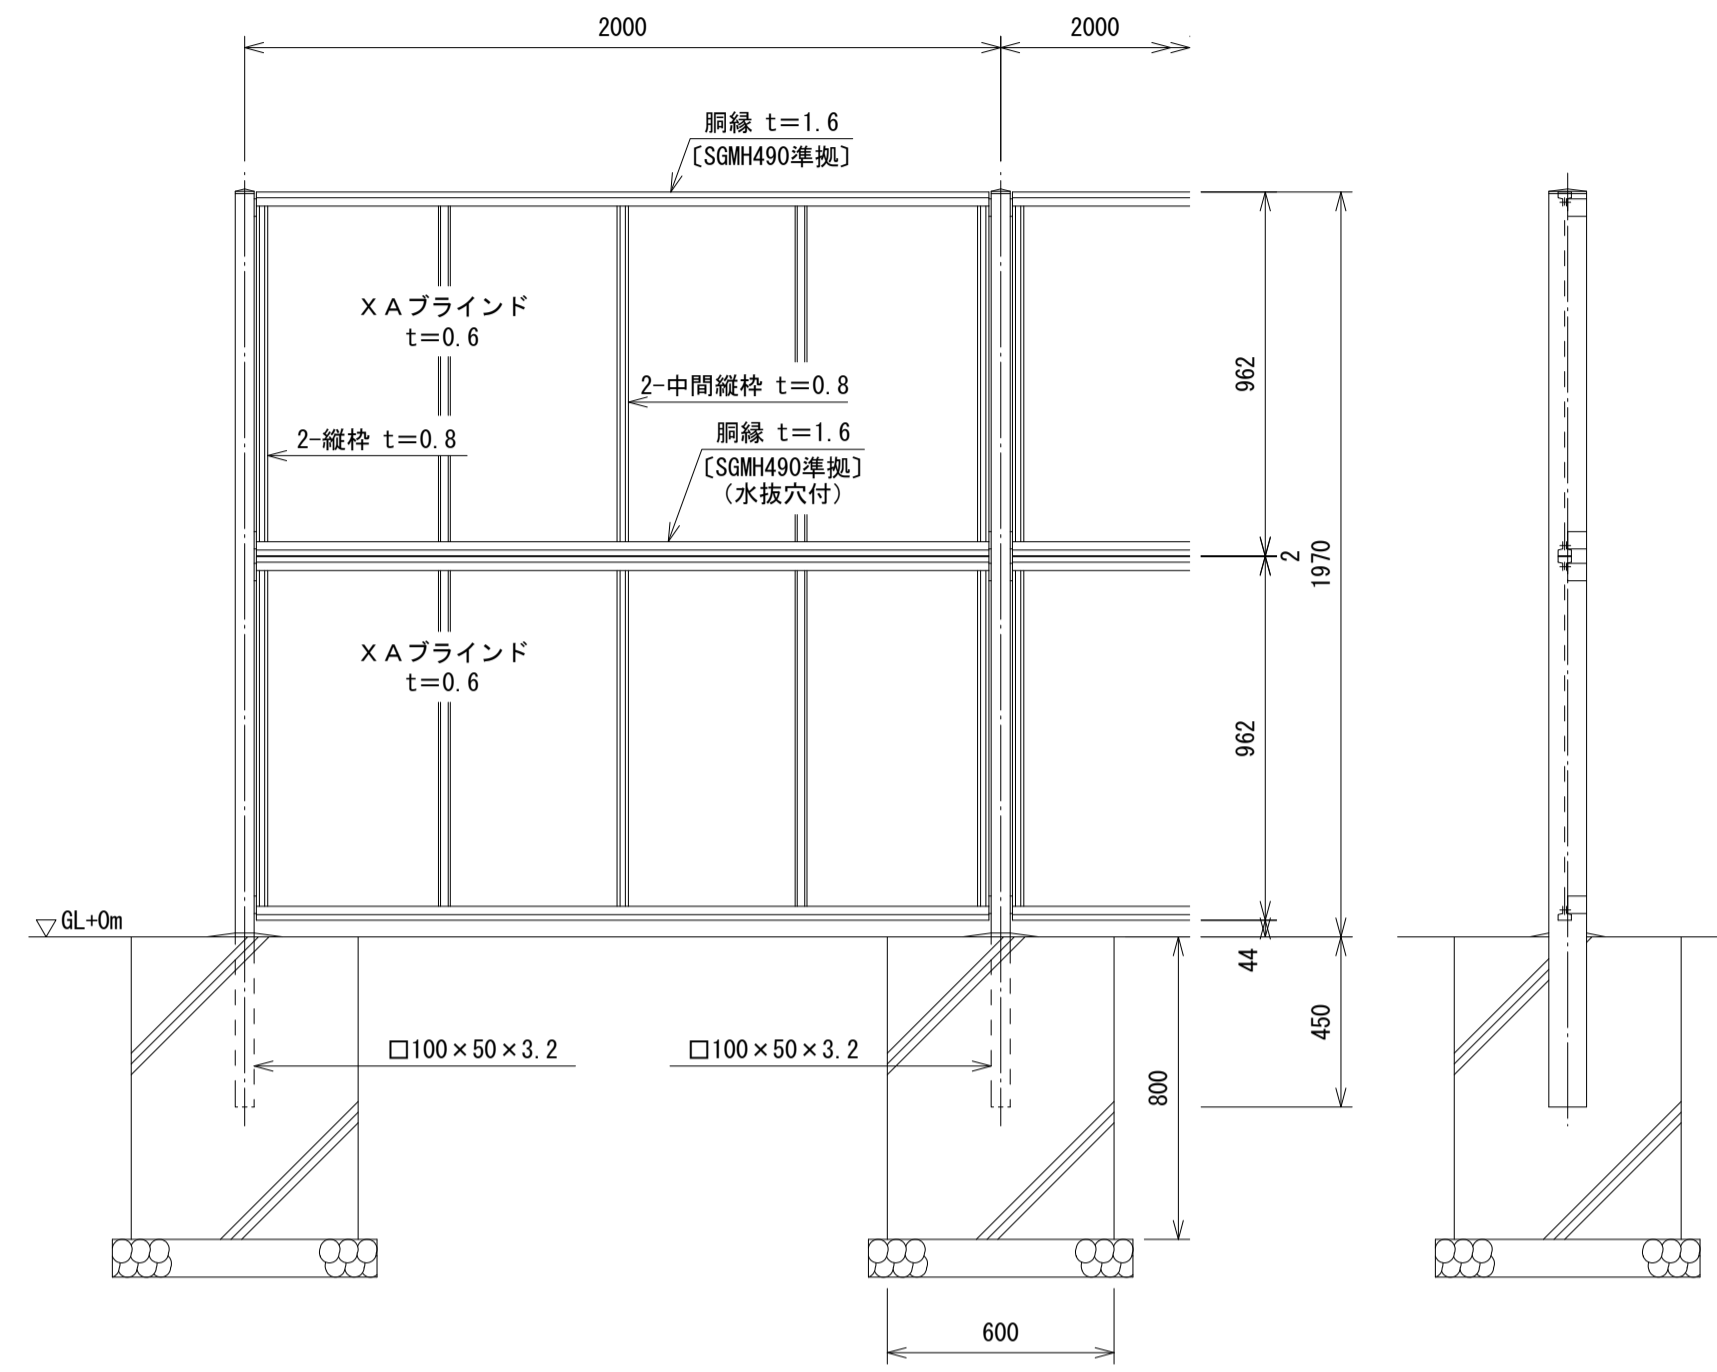 2000
2000
胴縁 t=1.6
〔SGMH490準拠〕
XAブラインド
t=0.6
2-中間縦枠 t=0.8
2-縦枠 t=0.8
胴縁 t=1.6
〔SGMH490準拠〕
(水抜穴付)
962
2
1970
XAブラインド
t=0.6
962
GL+0m
44
450
□100×50×3.2
□100×50×3.2
800
600